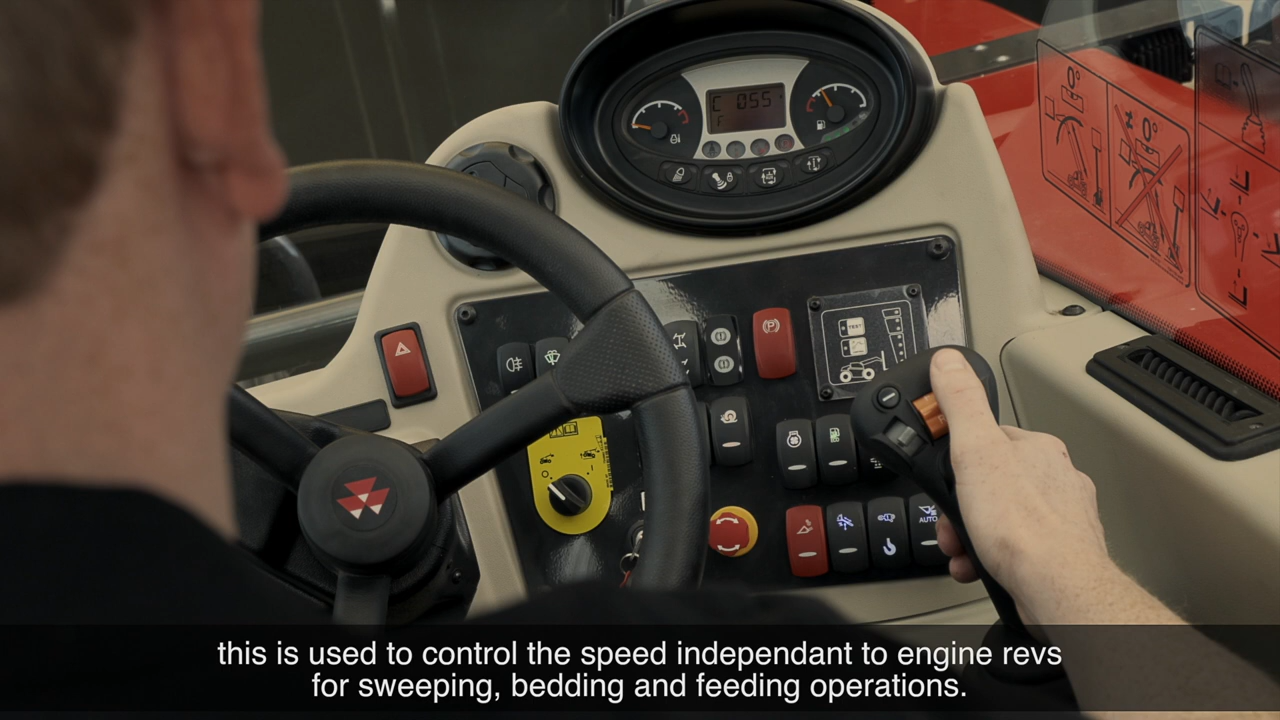 C 055
F
P
TEST
AUTO
this is used to control the speed independant to engine revs
for sweeping, bedding and feeding operations.